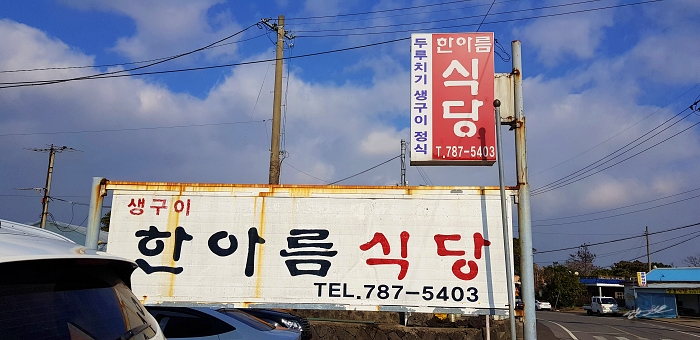 두루치기 생구이 정식
한아름
식당
T.787-5403
생구이
한아름 식당
TEL.787-5403